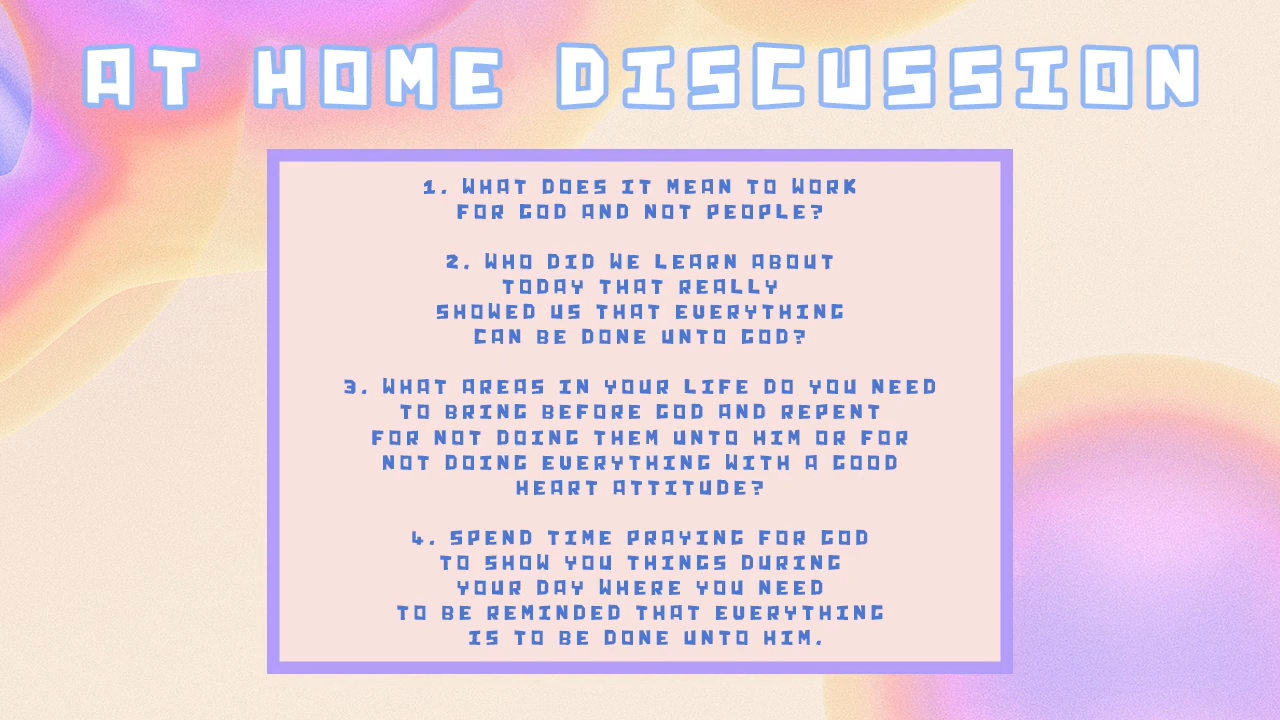 AT HOME DISCUSSION
1. WHAT DOES IT MEAN TO WORK
FOR GOD AND NOT PEOPLE?
2. WHO DID WE LEARN ABOUT
TODAY THAT REALLY
SHOWED US THAT EVERYTHING
CAN BE DONE UNTO GOD?
3. WHAT AREAS IN YOUR LIFE DO YOU NEED
TO BRING BEFORE GOD AND REPENT
FOR NOT DOING THEM UNTO HIM OR FOR
NOT DOING EVERYTHING WITH A GOOD
HEART ATTITUDE?
4. SPEND TIME PRAYING FOR GOD
TO SHOW YOU THINGS DURING
YOUR DAY WHERE YOU NEED
TO BE REMINDED THAT EVERYTHING
IS TO BE DONE UNTO HIM.